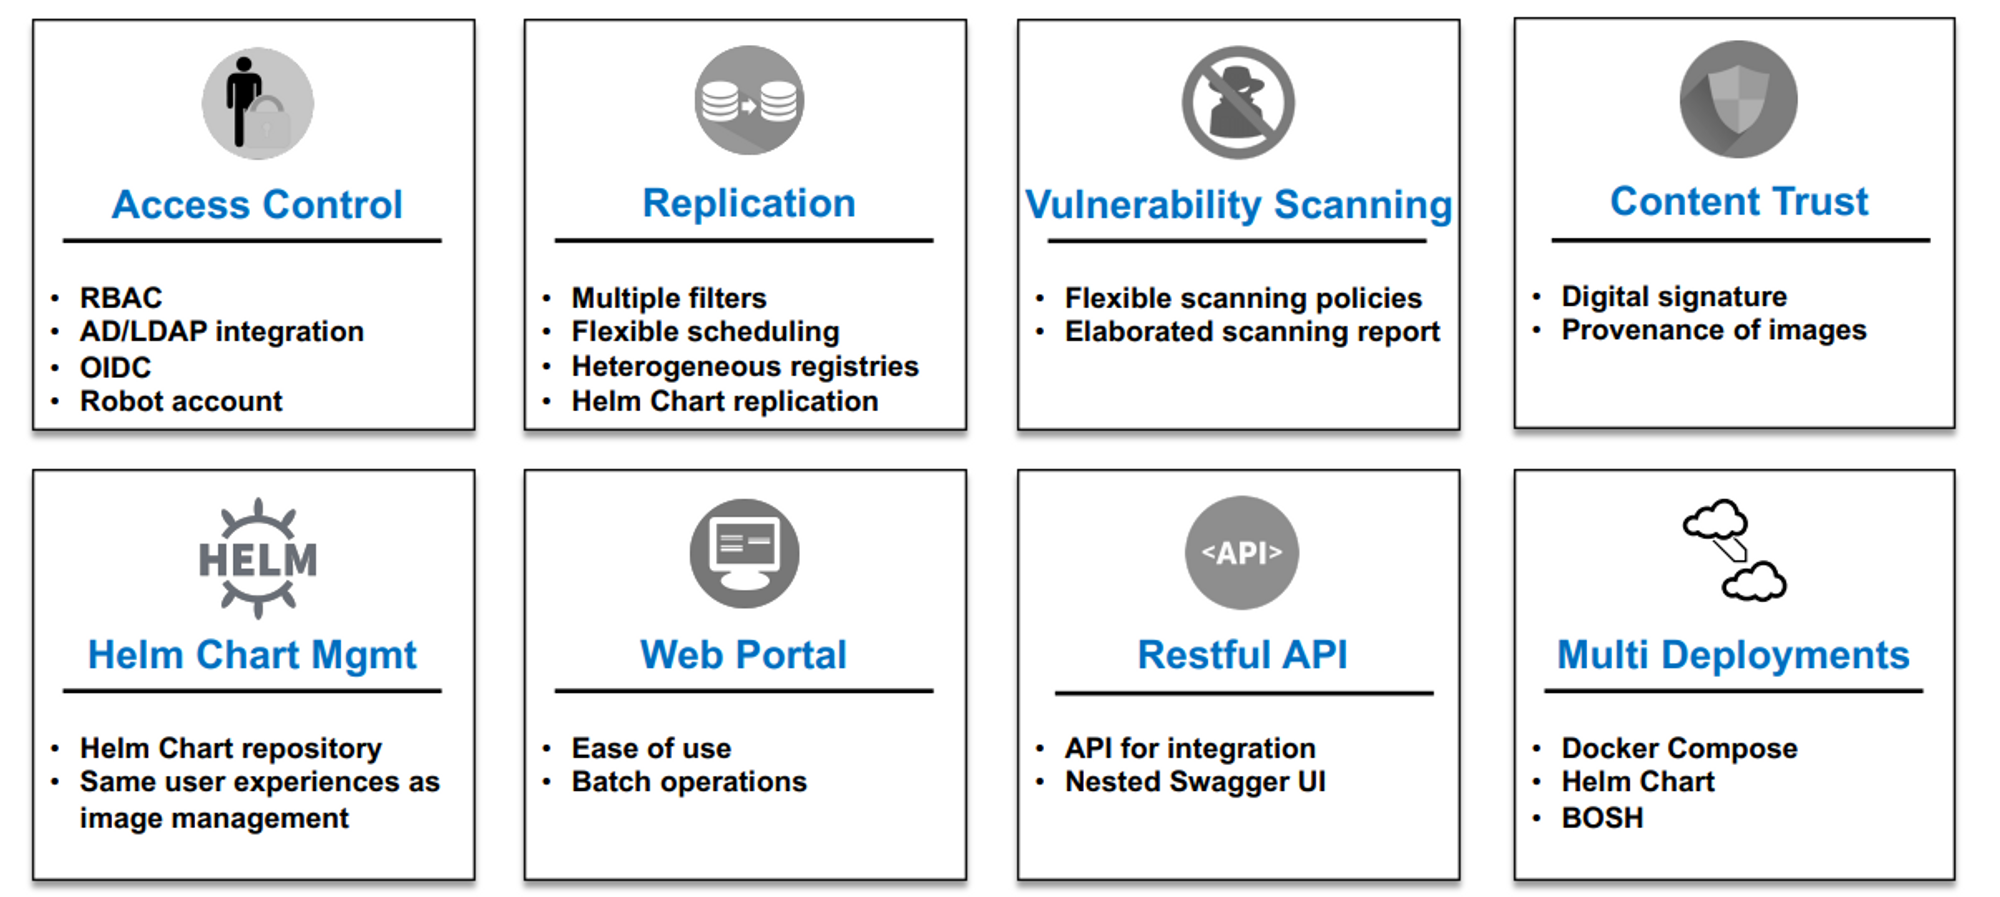 Access Control
• RBAC
• AD/LDAP integration
• OIDC
• Robot account
Replication
• Multiple filters
• Flexible scheduling
• Heterogeneous registries
• Helm Chart replication
Vulnerability Scanning
• Flexible scanning policies
• Elaborated scanning report
Content Trust
• Digital signature
• Provenance of images
HELM
Helm Chart Mgmt
• Helm Chart repository
• Same user experiences as
image management
Web Portal
• Ease of use
• Batch operations
<API>
Restful API
• API for integration
• Nested Swagger UI
Multi Deployments
• Docker Compose
• Helm Chart
• BOSH